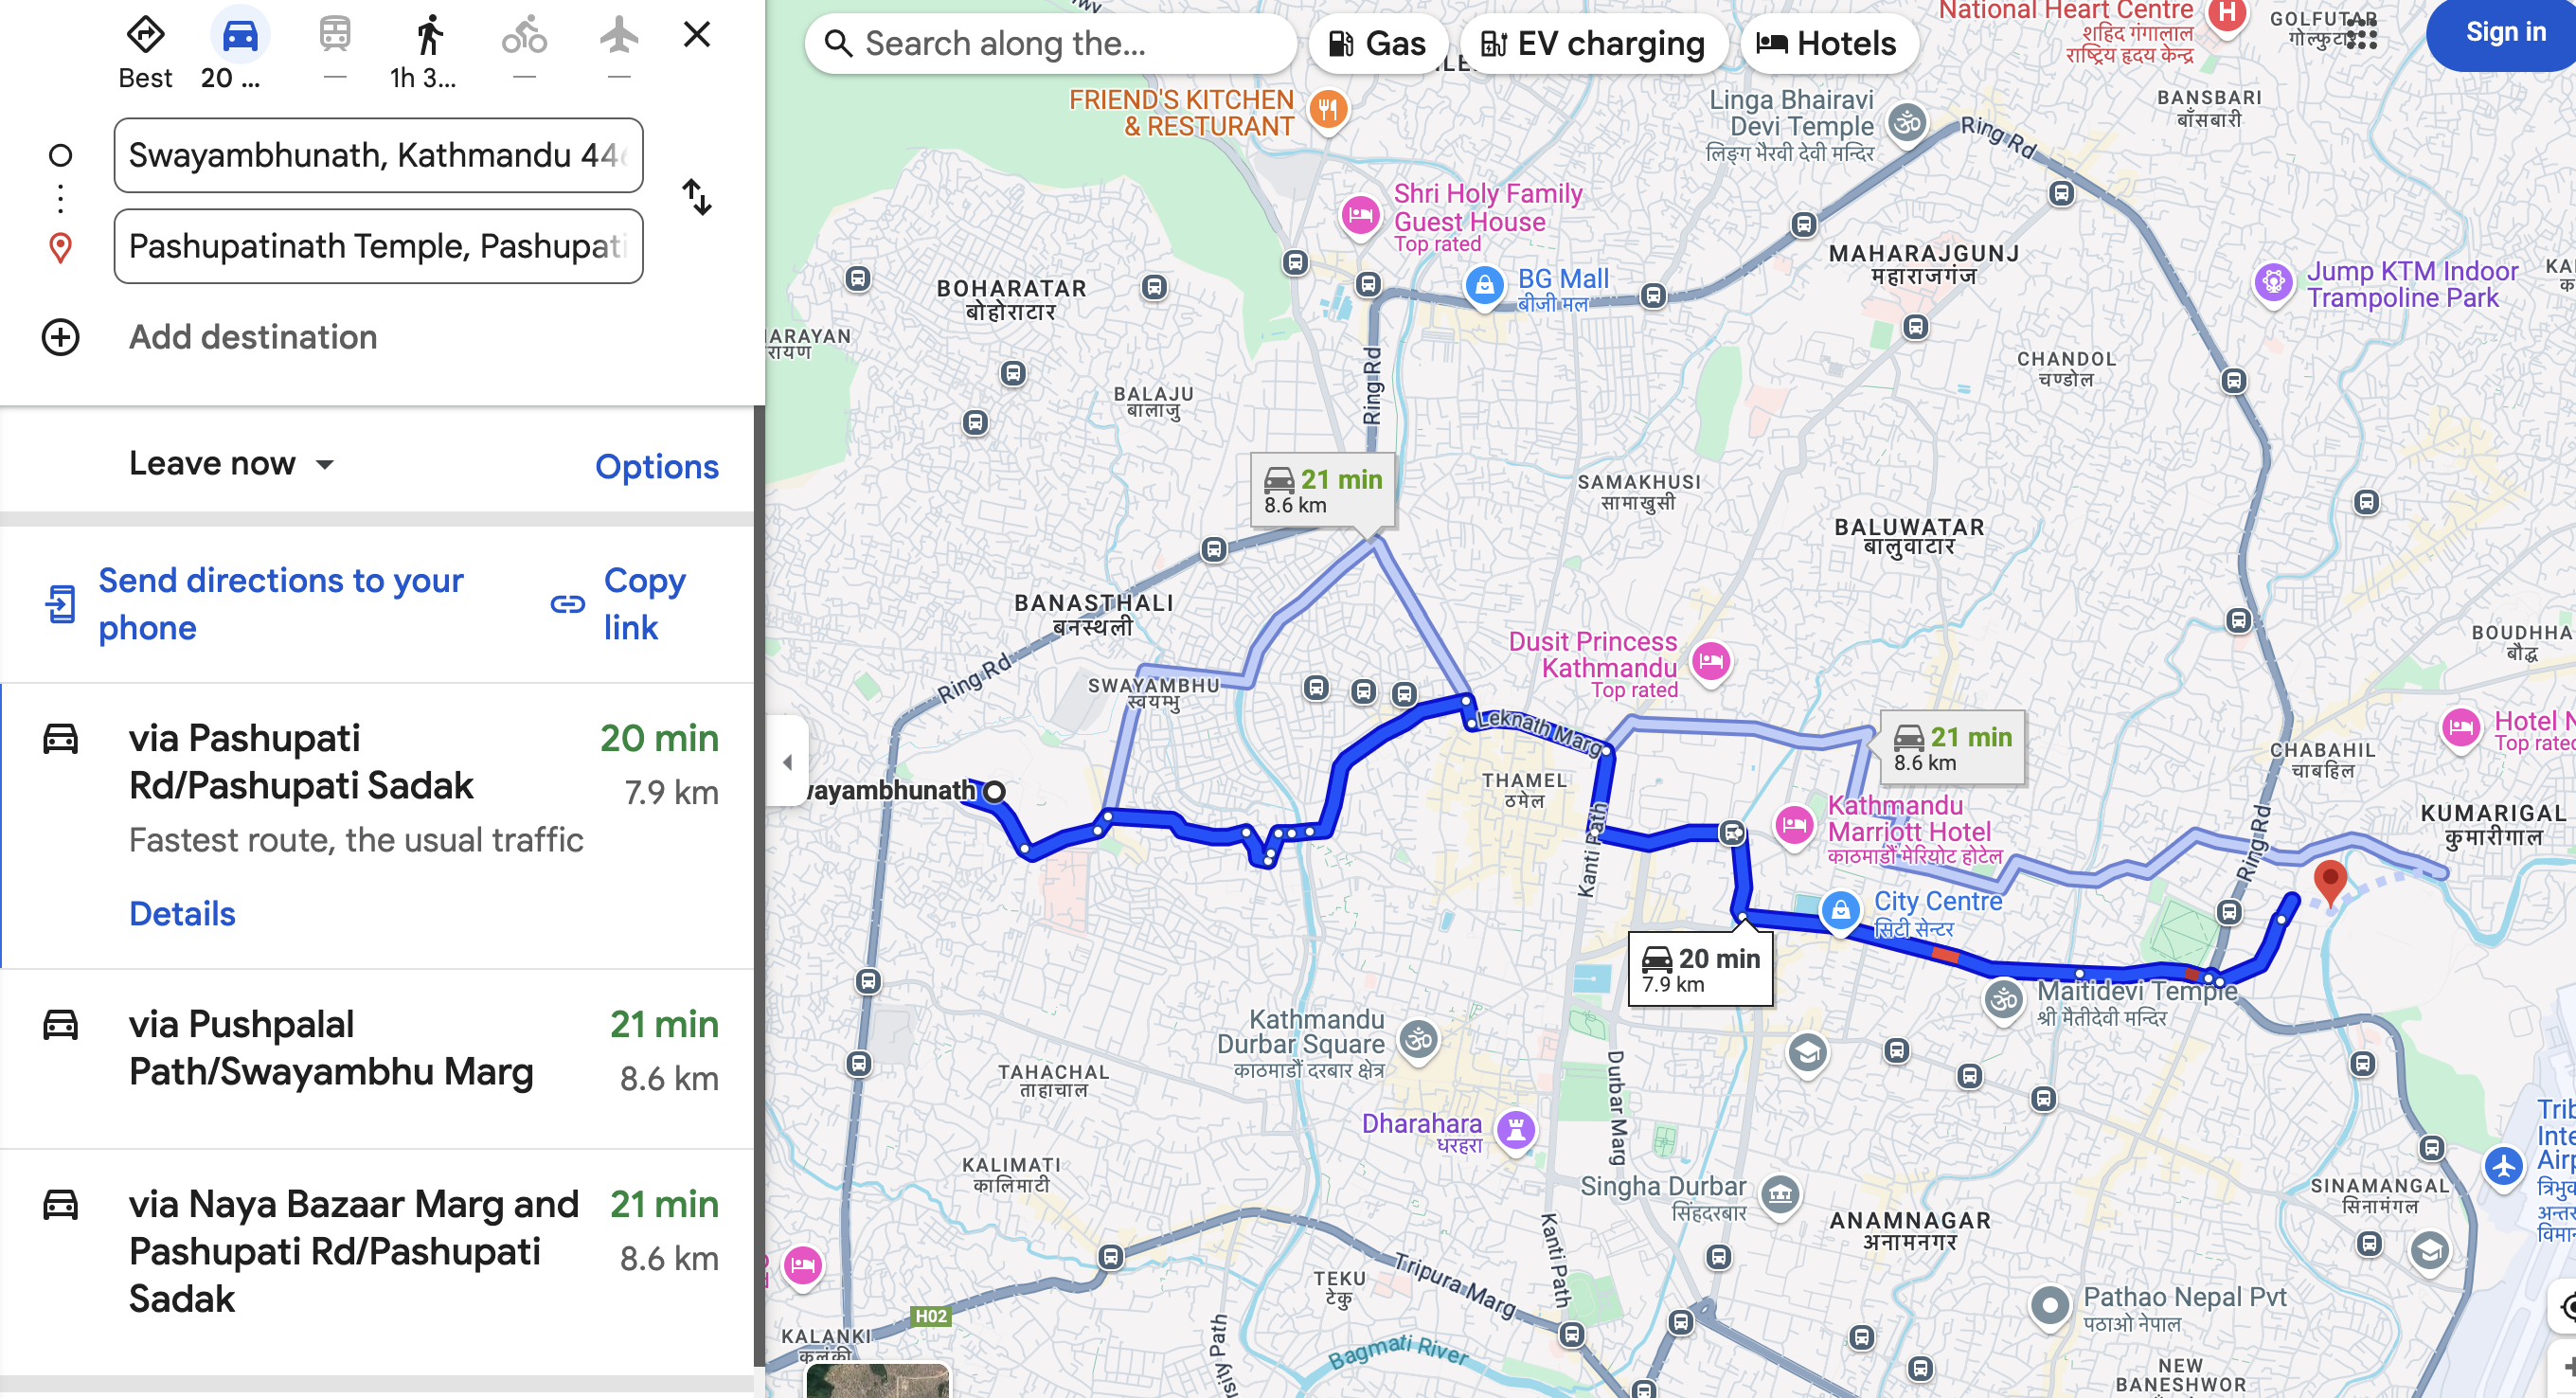 Best
20 ...
—
1h 3...
—
—
Swayambhunath, Kathmandu 44
Pashupatinath Temple, Pashupati
Add destination
Leave now
Options
Send directions to your
phone
Copy
link
via Pashupati
Rd/Pashupati Sadak
20 min
7.9 km
Fastest route, the usual traffic
Details
via Pushpalal
Path/Swayambhu Marg
21 min
8.6 km
via Naya Bazaar Marg and
Pashupati Rd/Pashupati
Sadak
21 min
8.6 km
Search along the...
Gas
EV charging
Hotels
Sign in
National Heart Centre
शहिद गंगालाल
राष्ट्रिय हृदय केन्द्र
GOLFUTAR
BANSBARI
बाँसबारी
FRIEND'S KITCHEN
& RESTURANT
Linga Bhairavi
Devi Temple
लिङ्ग भैरवी देवी मन्दिर
Ring Rd
Shri Holy Family
Guest House
Top rated
BG Mall
बीजी मल
MAHARAJGUNJ
महाराजगंज
Jump KTM Indoor
Trampoline Park
BOHARATAR
बोहोराटार
ARAYAN
रायण
BALAJU
बालाजु
Ring Rd
CHANDOL
चण्डोल
21 min
8.6 km
SAMAKHUSI
सामाखुसी
BALUWATAR
बालुवाटार
BANASTHALI
बनस्थली
Ring Rd
SWAYAMBHU
स्वयम्भु
Dusit Princess
Kathmandu
Top rated
BOUDHHA
बौद्ध
Leknath Marg
21 min
8.6 km
Hotel N
Top rated
CHABAHIL
चाबहिल
THAMEL
ठमेल
wayambhunath
Kanti Path
Kathmandu
Marriott Hotel
काठमाडौं मेरियोट होटेल
Ring Rd
KUMARIGAL
कुमारीगाल
City Centre
सिटी सेन्टर
20 min
7.9 km
Maitidevi Temple
श्री मैतीदेवी मन्दिर
Kathmandu
Durbar Square
काठमाडौं दरबार क्षेत्र
TAHACHAL
ताहाचाल
Durbar Marg
Dharahara
धरहरा
KALIMATI
कालिमाटी
Singha Durbar
सिंहदरबार
ANAMNAGAR
अनामनगर
SINAMANGAL
सिनामंगल
Trib
Inte
Airp
त्रिभुव
अन्तर
विमान
Kanti Path
Tripura Marg
TEKU
टेकु
H02
KALANKI
कलंकी
sity Path
Bagmati River
Pathao Nepal Pvt
पठाओ नेपाल
NEW
BANESHWOR